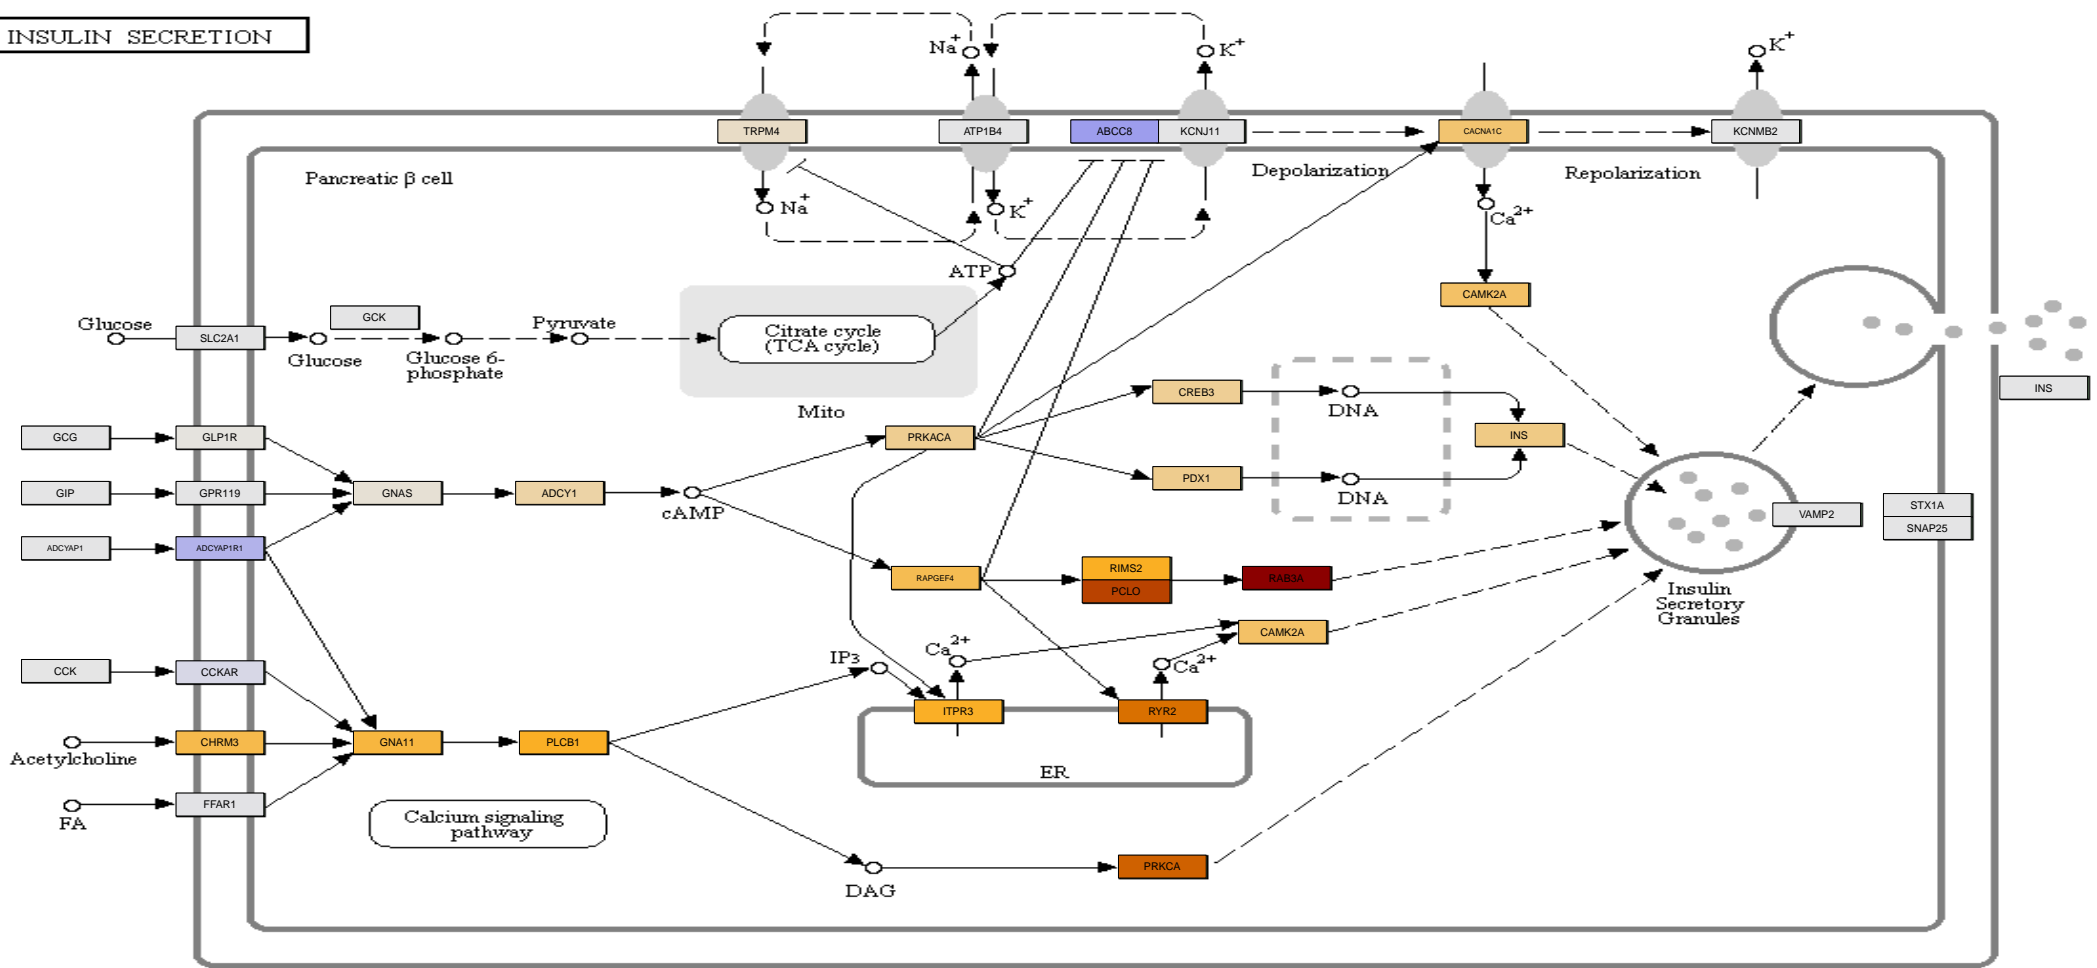 INSULIN SECRETION
Na+
K+
K+
TRPM4
ATP1B4
ABCC8
KCNJ11
CACNA1C
KCNMB2
Pancreatic β cell
Depolarization
Repolarization
Na+
K+
Ca2+
ATP
CAMK2A
GCK
Glucose
SLC2A1
Glucose
Glucose 6-
phosphate
Pyruvate
Citrate cycle
(TCA cycle)
Mito
CREB3
DNA
INS
GCG
GLP1R
PRKACA
INS
PDX1
DNA
GIP
GPR119
GNAS
ADCY1
cAMP
VAMP2
STX1A
SNAP25
ADCYAP1
ADCYAP1R1
RAPGEF4
RIMS2
PCLO
RAB3A
Insulin
Secretory
Granules
CAMK2A
CCK
CCKAR
IP3
Ca2+
Ca2+
ITPR3
RYR2
Acetylcholine
CHRM3
GNA11
PLCB1
ER
FA
FFAR1
Calcium signaling
pathway
DAG
PRKCA